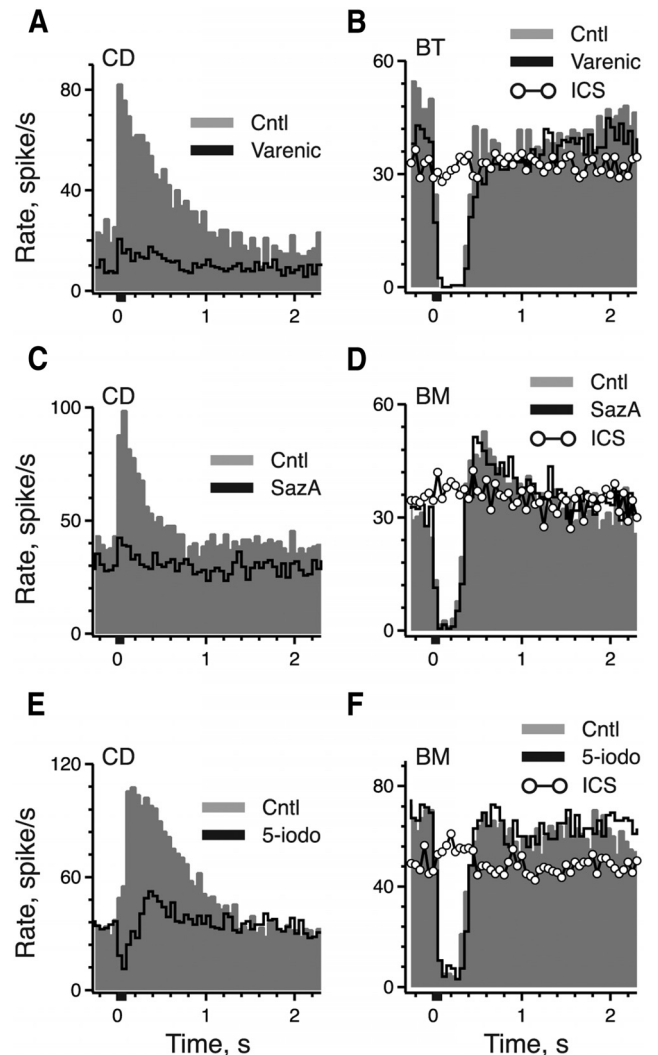 A
CD
Cntl
Varenic
Rate, spike/s
80
40
0
0 1 2
B
BT
Cntl
Varenic
ICS
60
30
0
0 2
C
CD
Cntl
SazA
Rate, spike/s
100
50
0
0 1 2
D
BM
Cntl
SazA
ICS
60
30
0
0 1 2
E
CD
Cntl
5-iodo
Rate, spike/s
120
60
0
0 1 2
Time, s
F
BM
Cntl
5-iodo
ICS
80
40
0
0 1 2
Time, s